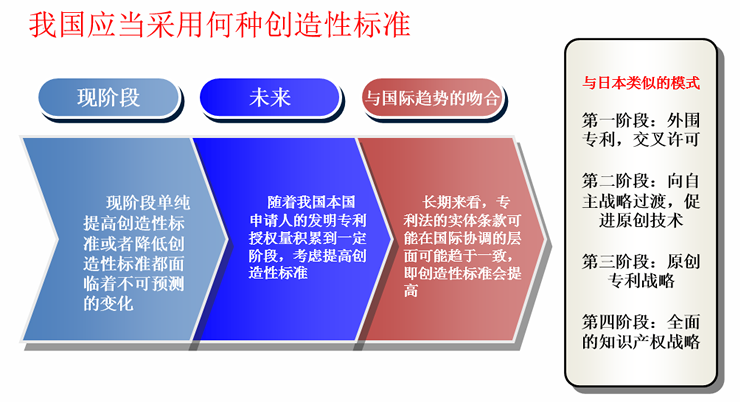 我国应当采用何种创造性标准
现阶段
未来
与国际趋势的吻合
现阶段单纯
提高创造性标
准或者降低创
造性标准都面
临着不可预测
的变化
随着我国本国
申请人的发明专利
授权量积累到一定
阶段，考虑提高创
造性标准
长期来看，专
利法的实体条款可
能在国际协调的层
面可能趋于一致，
即创造性标准会提
高
与日本类似的模式
第一阶段：外围
专利，交叉许可
第二阶段：向自
主战略过渡，促
进原创技术
第三阶段：原创
专利战略
第四阶段：全面
的知识产权战略